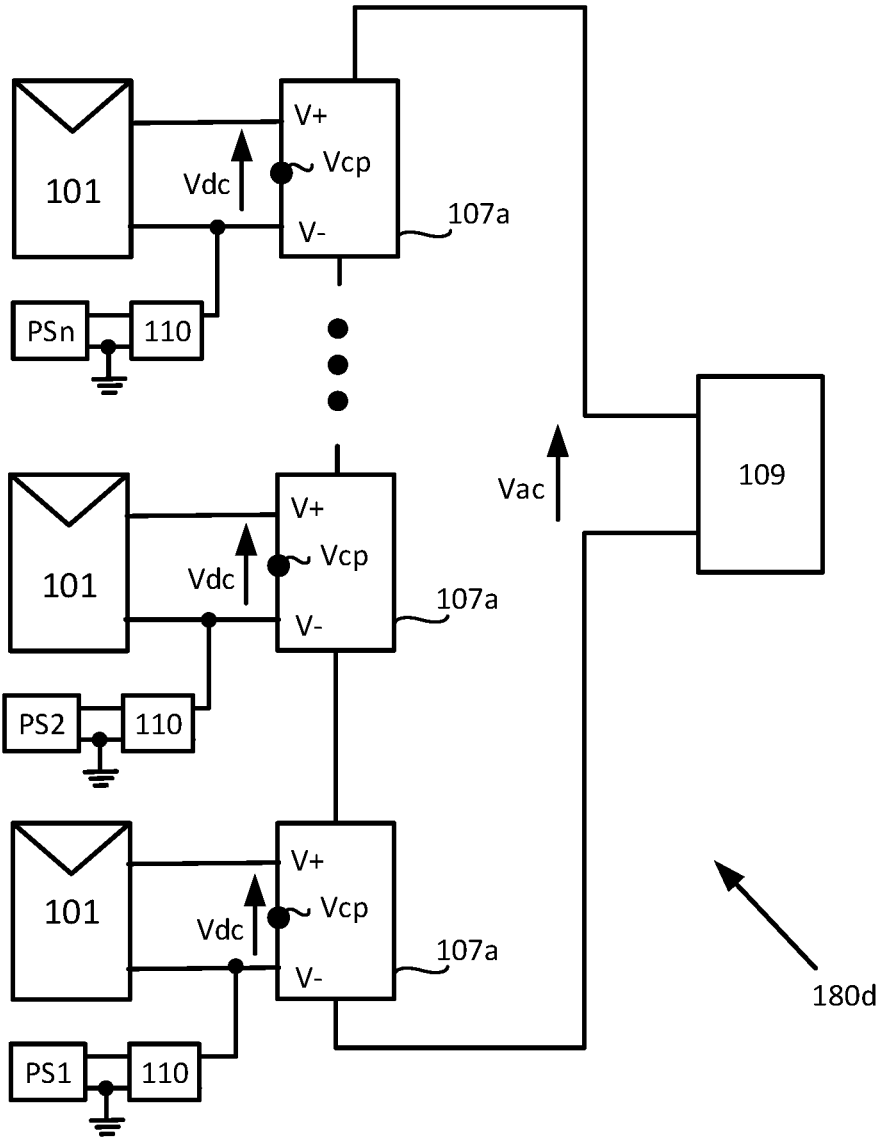 V+
101
Vdc
Vcp
V-
107a
PSn
110
Vac
109
V+
101
Vdc
Vcp
V-
107a
PS2
110
V+
101
Vdc
Vcp
V-
107a
180d
PS1
110